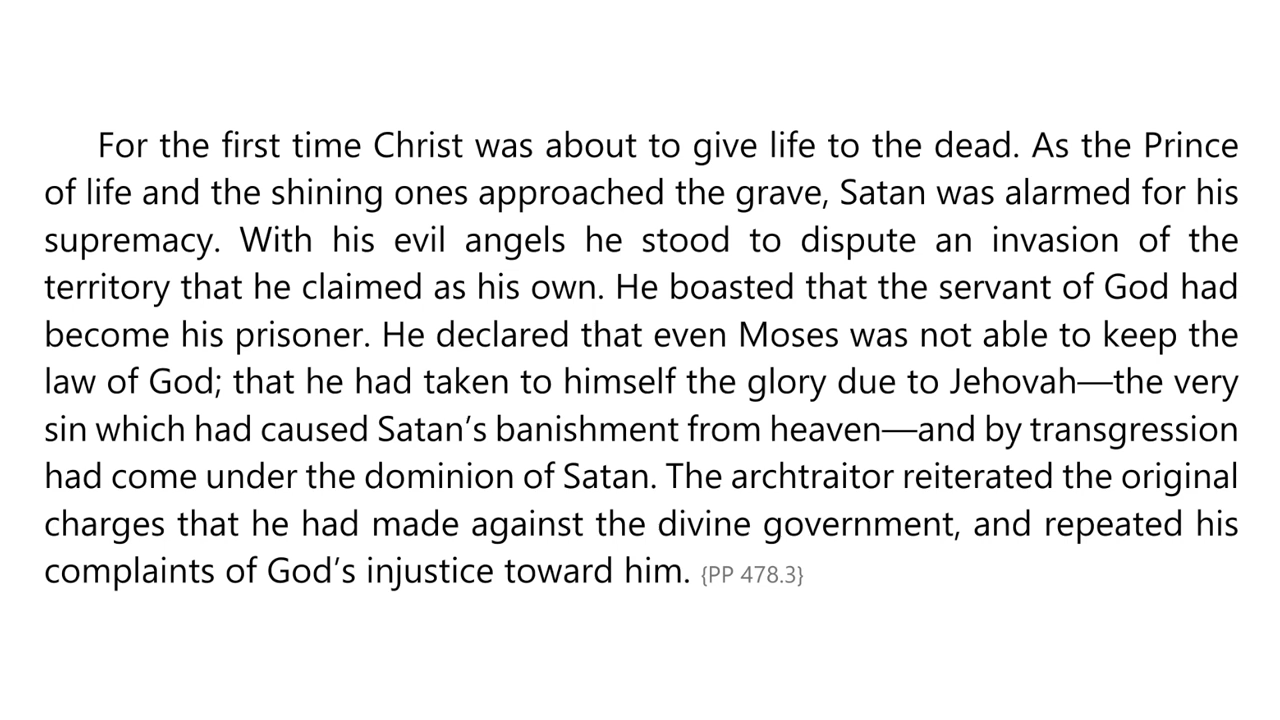 For the first time Christ was about to give life to the dead. As the Prince
of life and the shining ones approached the grave, Satan was alarmed for his
supremacy. With his evil angels he stood to dispute an invasion of the
territory that he claimed as his own. He boasted that the servant of God had
become his prisoner. He declared that even Moses was not able to keep the
law of God; that he had taken to himself the glory due to Jehovah—the very
sin which had caused Satan’s banishment from heaven—and by transgression
had come under the dominion of Satan. The archtraitor reiterated the original
charges that he had made against the divine government, and repeated his
complaints of God’s injustice toward him. {PP 478.3}